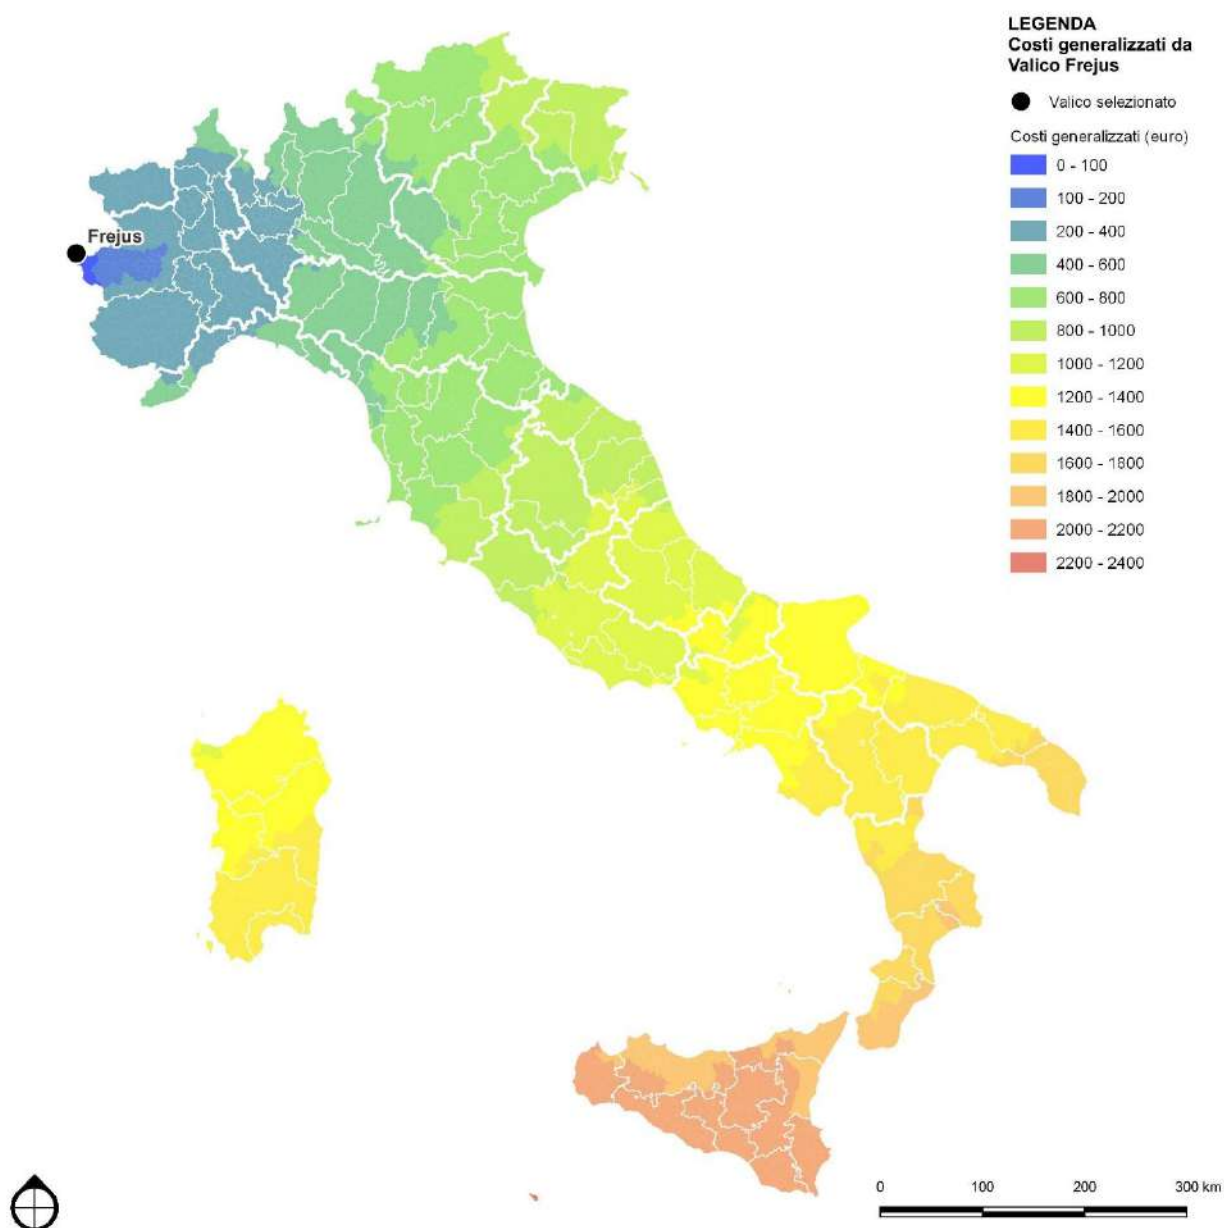 LEGENDA
Costi generalizzati da
Valico Frejus
Valico selezionato
Costi generalizzati (euro)
0 - 100
100 - 200
200 - 400
400 - 600
600 - 800
800 - 1000
1000 - 1200
1200 - 1400
1400 - 1600
1600 - 1800
1800 - 2000
2000 - 2200
2200 - 2400
Frejus
0 100 200 300 km